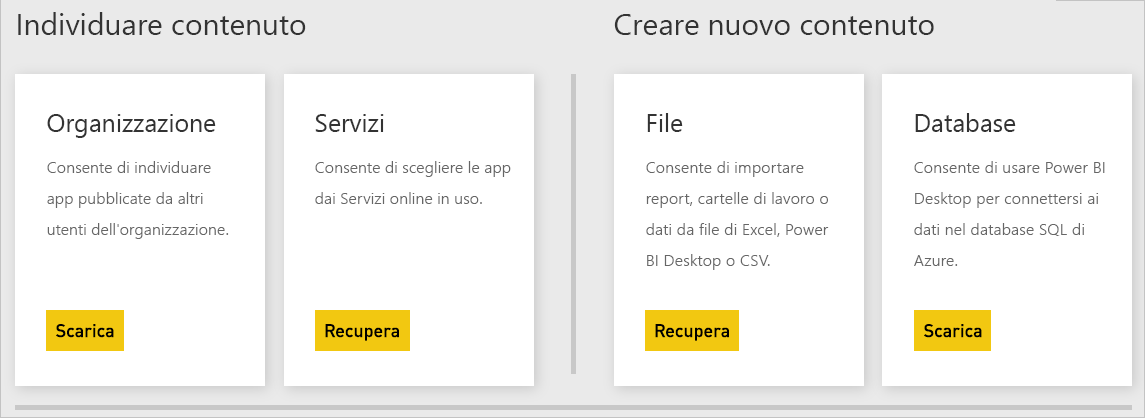 Individuare contenuto
Organizzazione
Consente di individuare
app pubblicate da altri
utenti dell'organizzazione.
Scarica
Servizi
Consente di scegliere le app
dai Servizi online in uso.
Recupera
Creare nuovo contenuto
File
Consente di importare
report, cartelle di lavoro o
dati da file di Excel, Power
BI Desktop o CSV.
Recupera
Database
Consente di usare Power BI
Desktop per connettersi ai
dati nel database SQL di
Azure.
Scarica